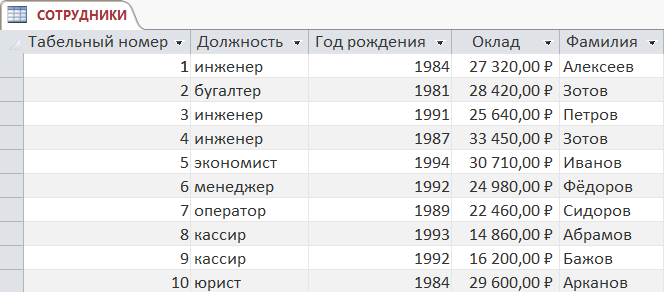 СОТРУДНИКИ
Табельный номер Должность Год рождения Оклад Фамилия
1 инженер 1984 27 320,00 ₽ Алексеев
2 бугалтер 1981 28 420,00 ₽ Зотов
3 инженер 1991 25 640,00 ₽ Петров
4 инженер 1987 33 450,00 ₽ Зотов
5 экономист 1994 30 710,00 ₽ Иванов
6 менеджер 1992 24 980,00 ₽ Фёдоров
7 оператор 1989 22 460,00 ₽ Сидоров
8 кассир 1993 14 860,00 ₽ Абрамов
9 кассир 1992 16 200,00 ₽ Бажов
10 юрист 1984 29 600,00 ₽ Арканов